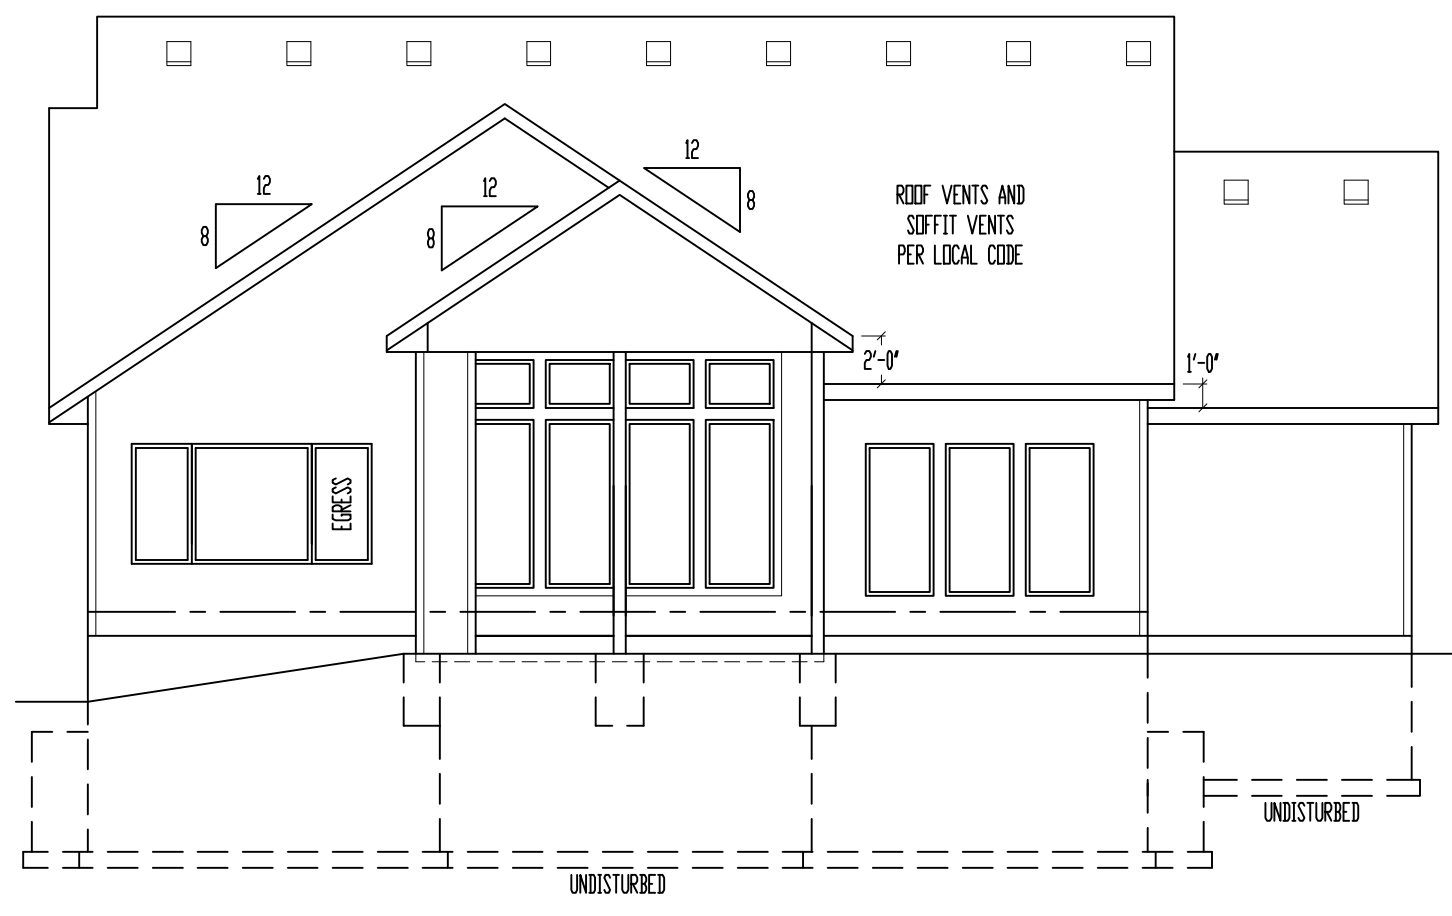 12
8
12
8
12
8
ROOF VENTS AND
SOFFIT VENTS
PER LOCAL CODE
2'-0"
1'-0"
EGRESS
UNDISTURBED
UNDISTURBED